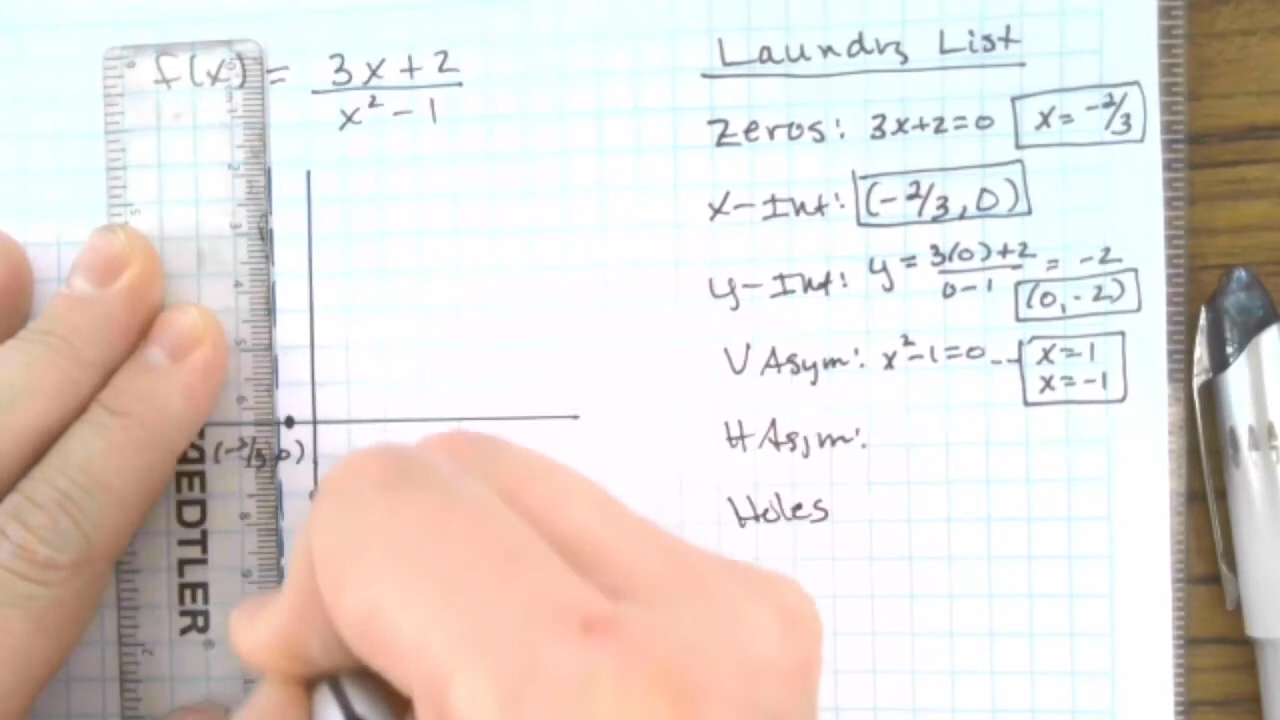 f(x) = 3x+2 / x² - 1
Laundry List
Zeros: 3x+2=0 x= -2/3
x-Int: (-2/3, 0)
y-Int: y = 3(0)+2 / 0-1 = -2
(0, -2)
V Asym: x²-1=0 -- x=1
x=-1
H Asym:
Holes
(-2/3, 0)
STAEDTLER®